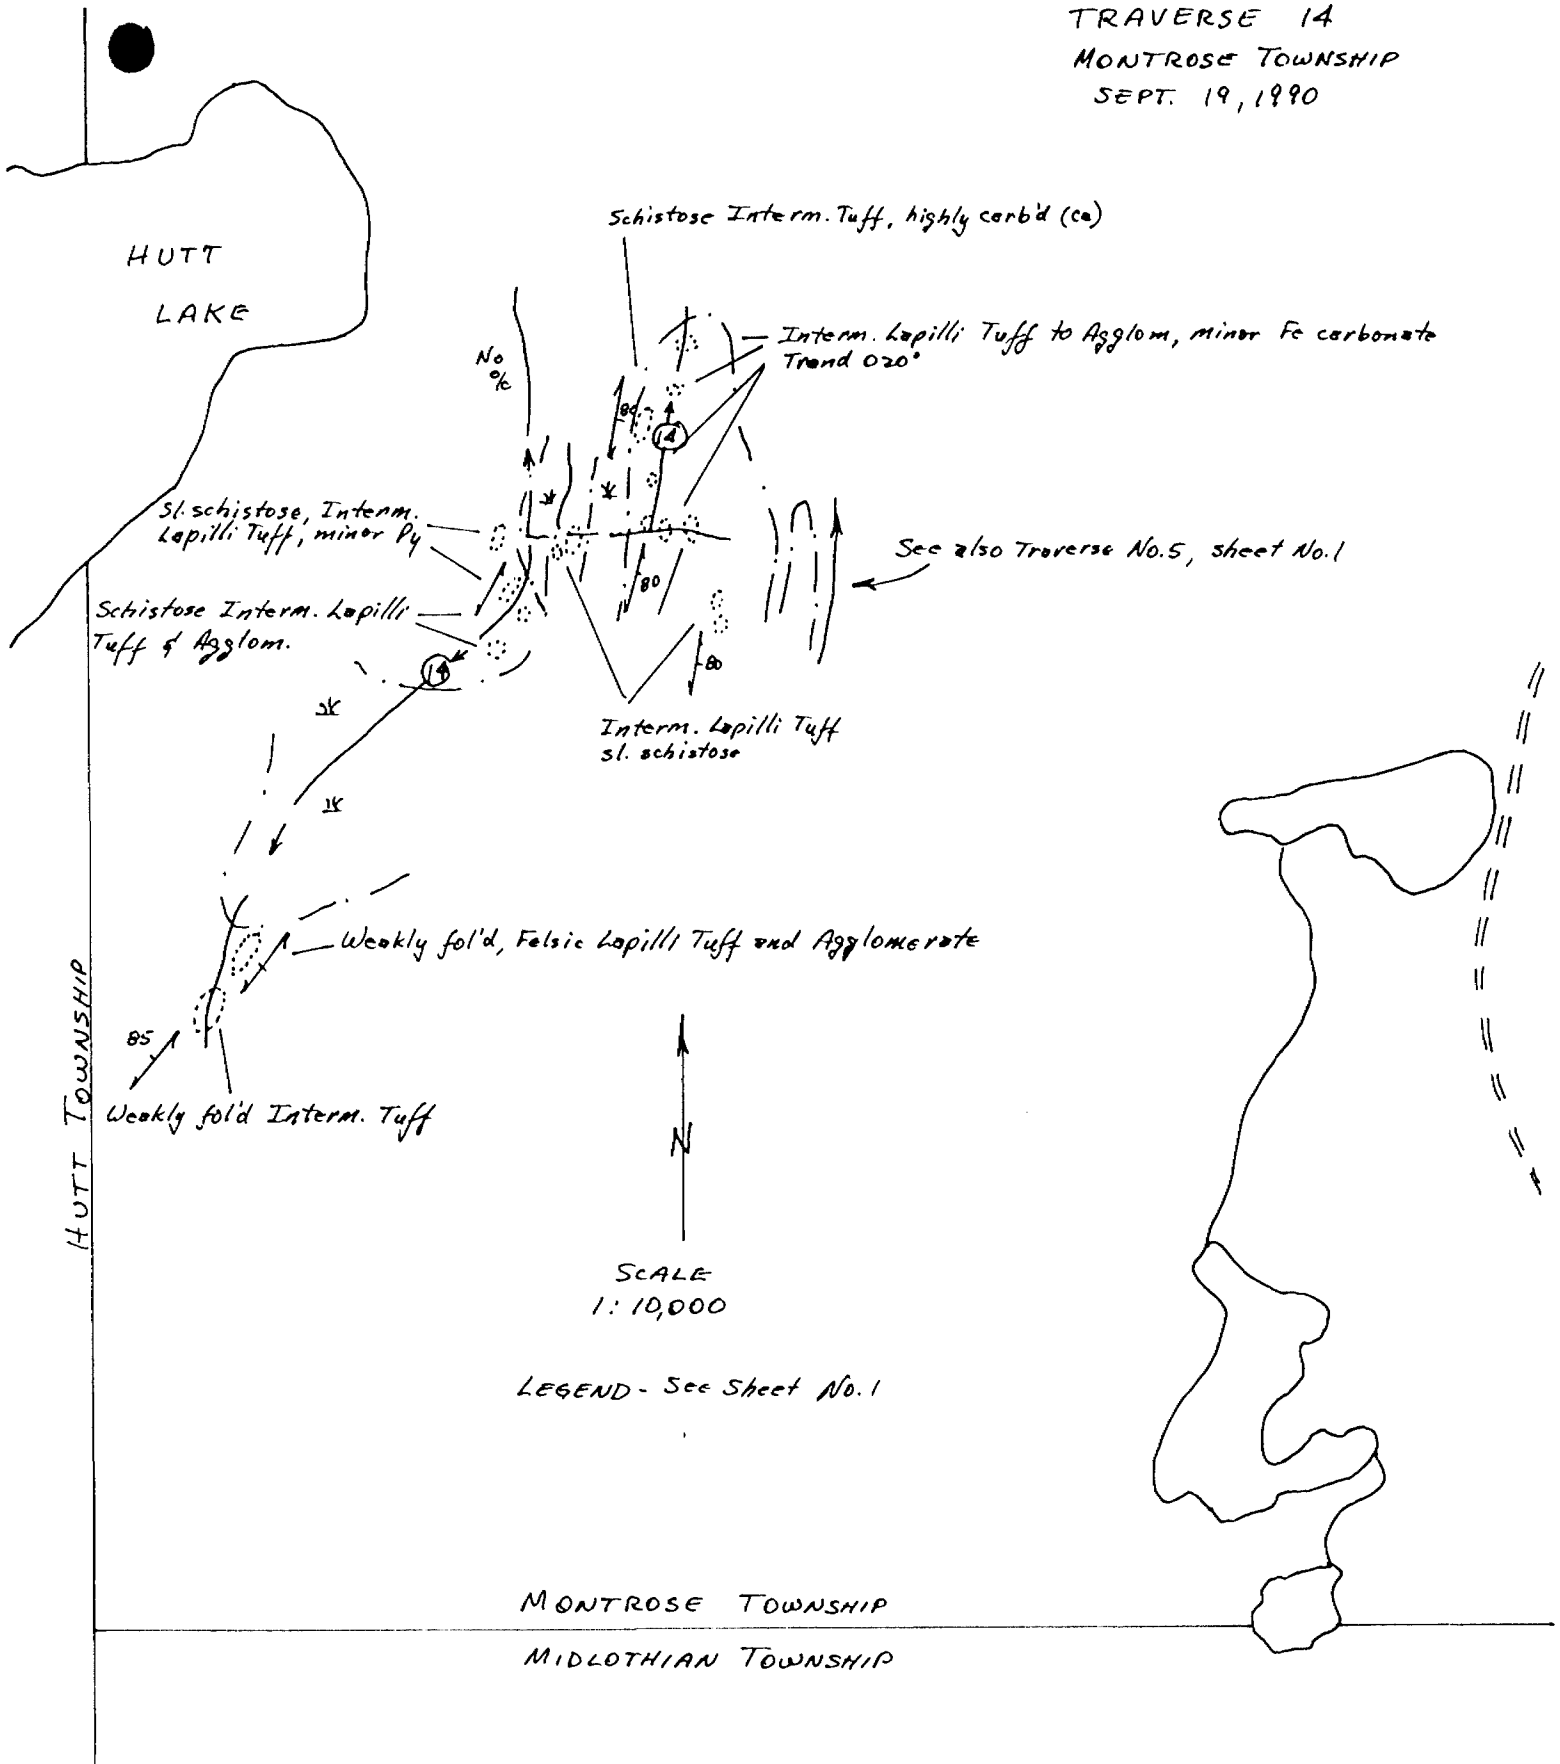 TRAVERSE 14
MONTROSE TOWNSHIP
SEPT. 19, 1990
HUTT
LAKE
Schistose Interm. Tuff, highly carb'd (ca)
Interm. Lapilli Tuff to Agglom, minor Fe carbonate
Trend 020°
No
o/c
80
14
Sl. schistose, Interm.
Lapilli Tuff, minor Py
See also Traverse No.5, sheet No.1
80
Schistose Interm. Lapilli
Tuff & Agglom.
14
80
Interm. Lapilli Tuff
sl. schistose
Weakly fol'd, Felsic Lapilli Tuff and Agglomerate
85
Weakly fol'd Interm. Tuff
HUTT TOWNSHIP
N
SCALE
1: 10,000
LEGEND - See Sheet No. 1
MONTROSE TOWNSHIP
MIDLOTHIAN TOWNSHIP